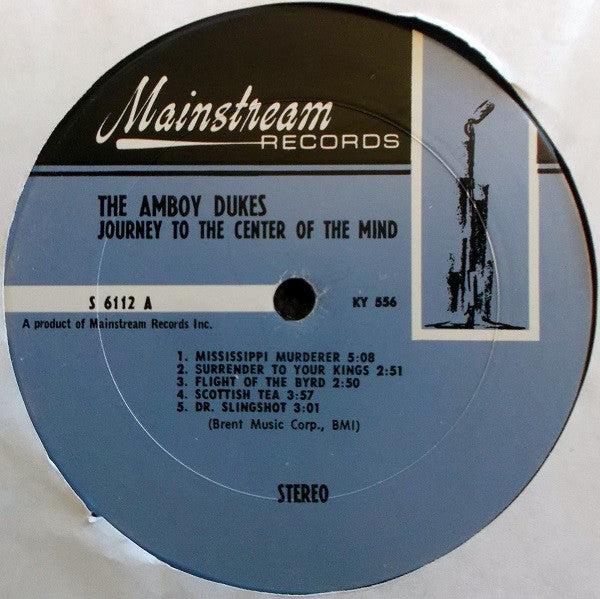 Mainstream
RECORDS
THE AMBOY DUKES
JOURNEY TO THE CENTER OF THE MIND
S 6112 A
KY 556
A product of Mainstream Records Inc.
1. MISSISSIPPI MURDERER 5:08
2. SURRENDER TO YOUR KINGS 2:51
3. FLIGHT OF THE BYRD 2:50
4. SCOTTISH TEA 3:57
5. DR. SLINGSHOT 3:01
(Brent Music Corp., BMI)
STEREO